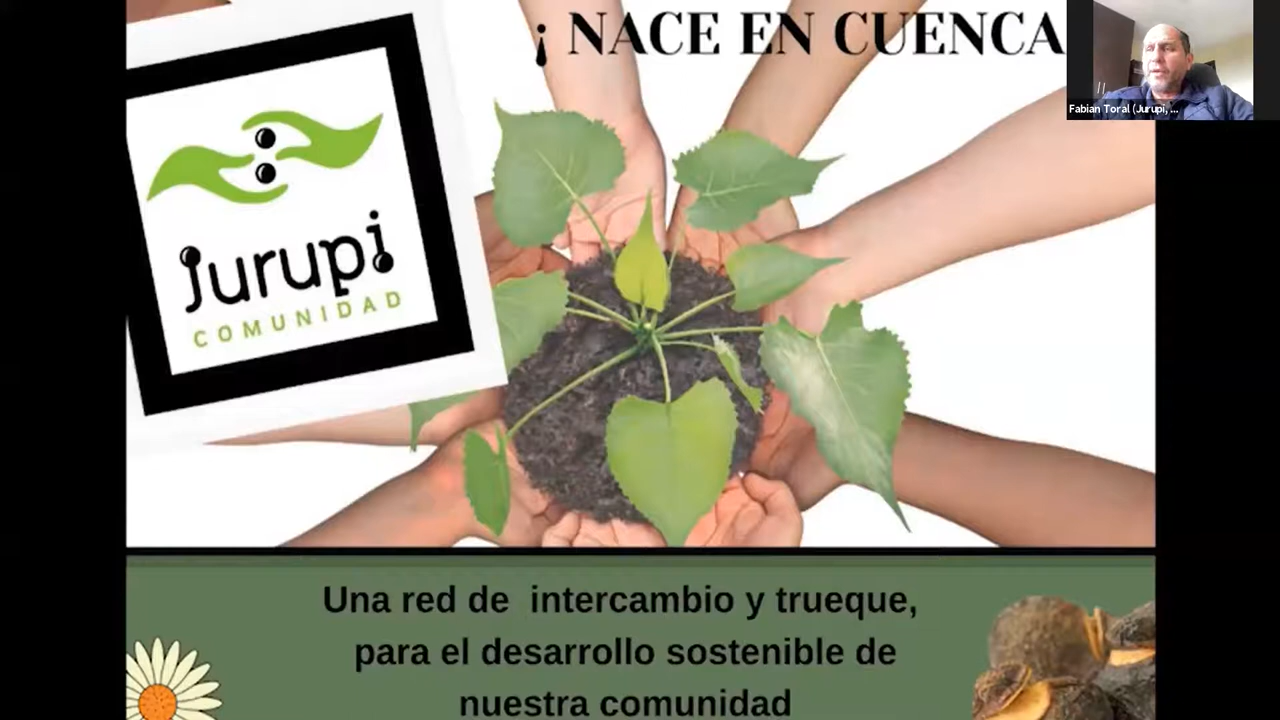 ¡ NACE EN CUENCA
Fabian Toral (Jurupi, ...
Jurupi
COMUNIDAD
Una red de intercambio y trueque,
para el desarrollo sostenible de
nuestra comunidad